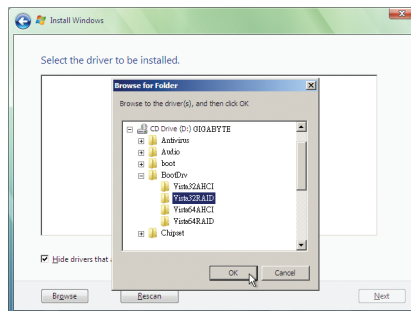 Install Windows
Select the driver to be installed.
Browse for Folder
Browse to the driver(s), and then click OK
CD Drive (D:) GIGABYTE
Antivirus
Audio
boot
BootDrv
Vista32AHCI
Vista32RAID
Vista64AHCI
Vista64RAID
Chipset
Hide drivers that
OK
Cancel
Browse
Rescan
Next